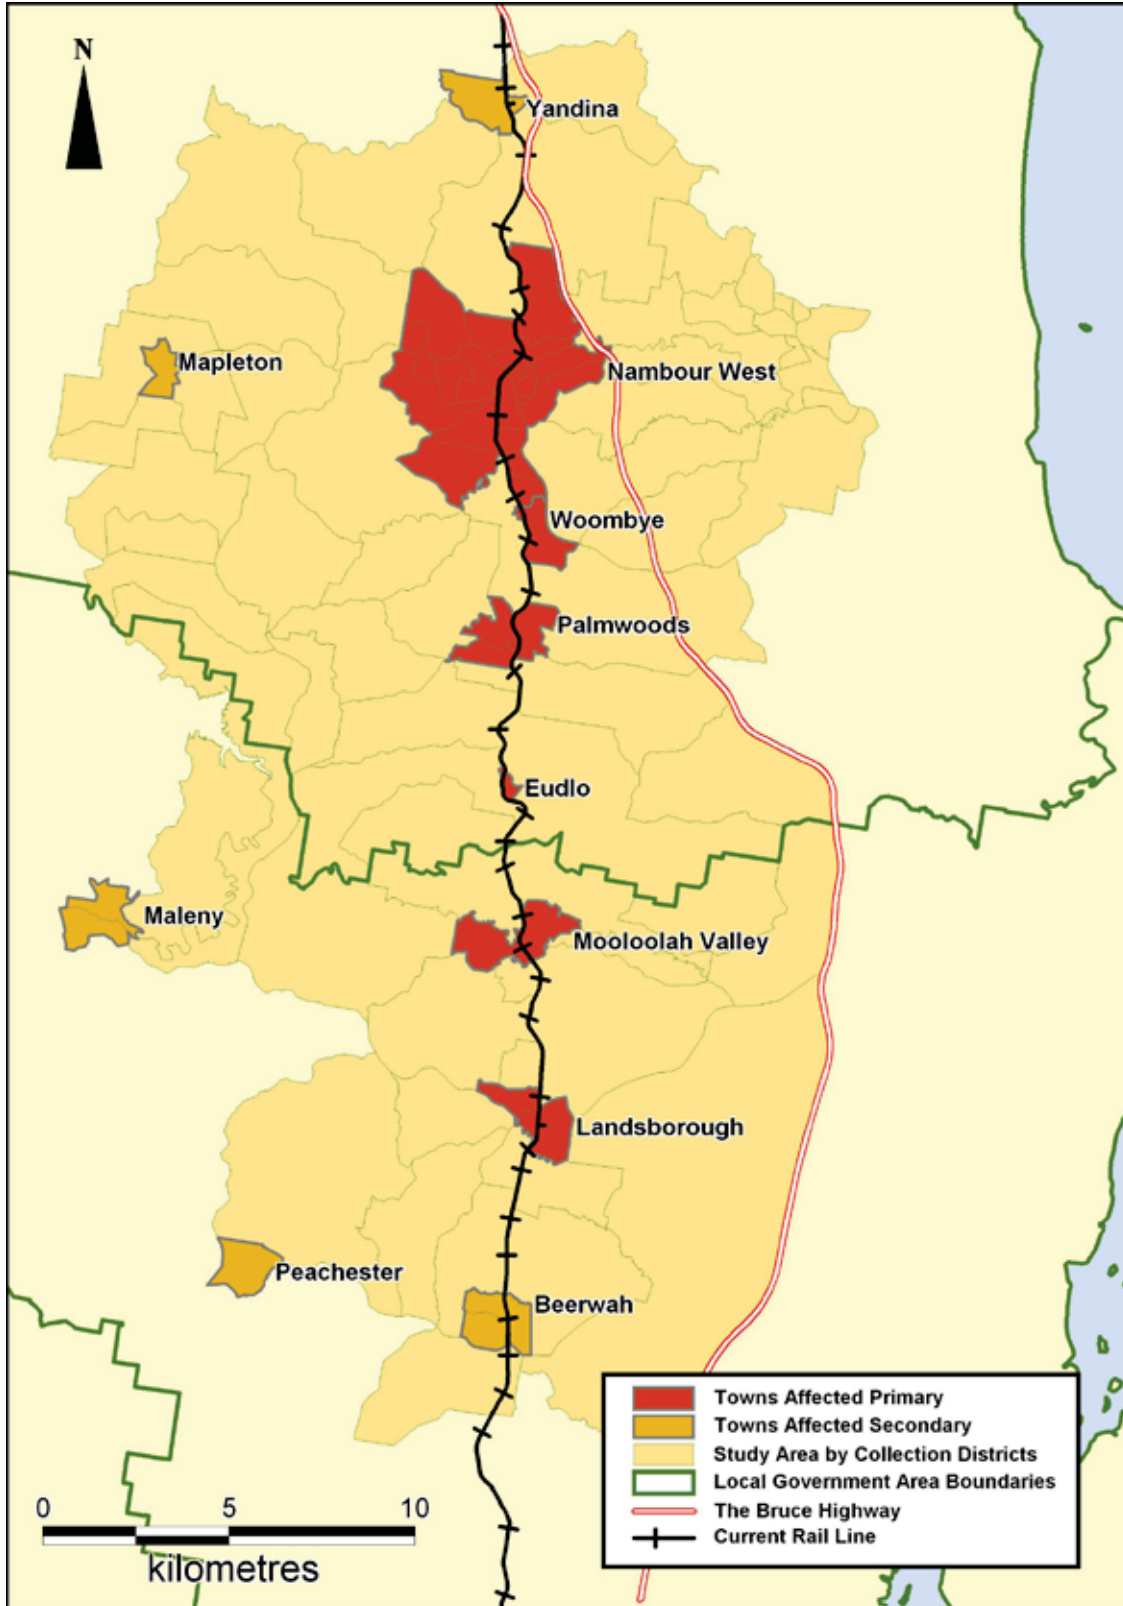 N
Yandina
Mapleton
Nambour West
Woombye
Palmwoods
Eudlo
Maleny
Mooloolah Valley
Landsborough
Peachester
Beerwah
Towns Affected Primary
Towns Affected Secondary
Study Area by Collection Districts
Local Government Area Boundaries
The Bruce Highway
Current Rail Line
0 5 10
kilometres